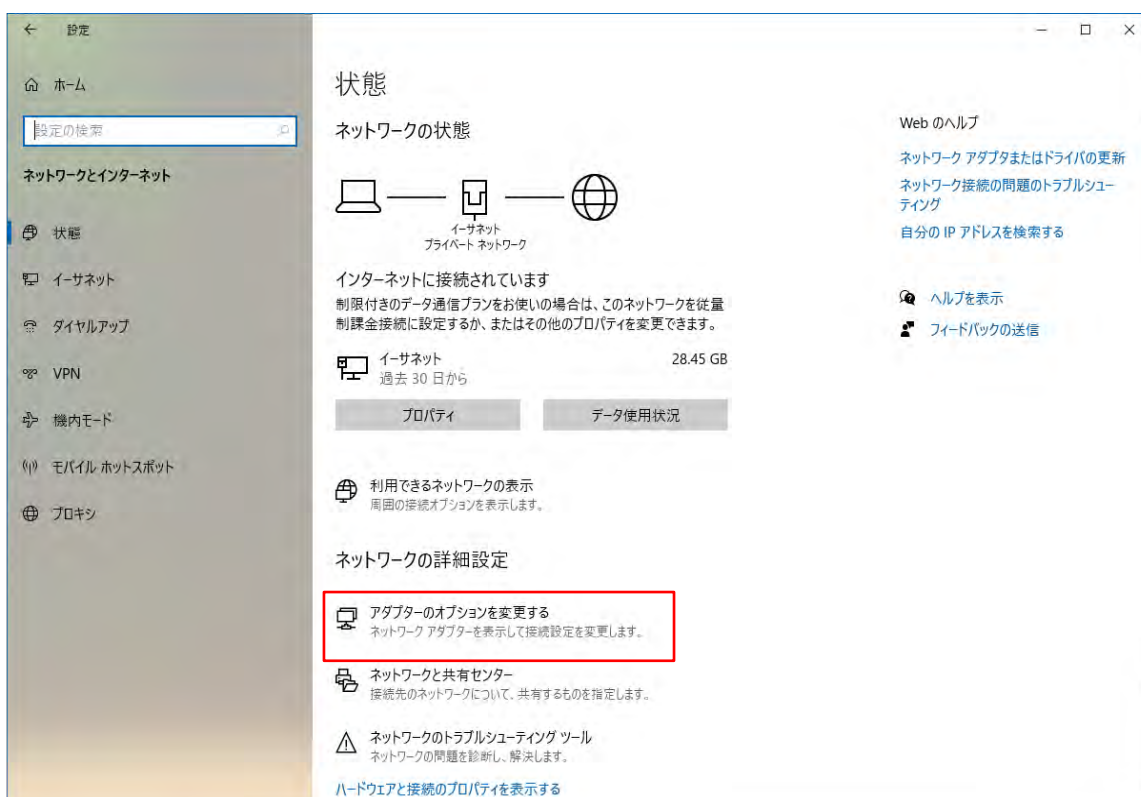 設定
ホーム
設定の検索
ネットワークとインターネット
状態
イーサネット
ダイヤルアップ
VPN
機内モード
モバイル ホットスポット
プロキシ
状態
ネットワークの状態
イーサネット
プライベート ネットワーク
インターネットに接続されています
制限付きのデータ通信プランをお使いの場合は、このネットワークを従量
制課金接続に設定するか、またはその他のプロパティを変更できます。
イーサネット
28.45 GB
過去 30 日から
プロパティ
データ使用状況
利用できるネットワークの表示
周囲の接続オプションを表示します。
ネットワークの詳細設定
アダプターのオプションを変更する
ネットワーク アダプターを表示して接続設定を変更します。
ネットワークと共有センター
接続先のネットワークについて、共有するものを指定します。
ネットワークのトラブルシューティング ツール
ネットワークの問題を診断し、解決します。
ハードウェアと接続のプロパティを表示する
Web のヘルプ
ネットワーク アダプタまたはドライバの更新
ネットワーク接続の問題のトラブルシュー
ティング
自分の IP アドレスを検索する
ヘルプを表示
フィードバックの送信